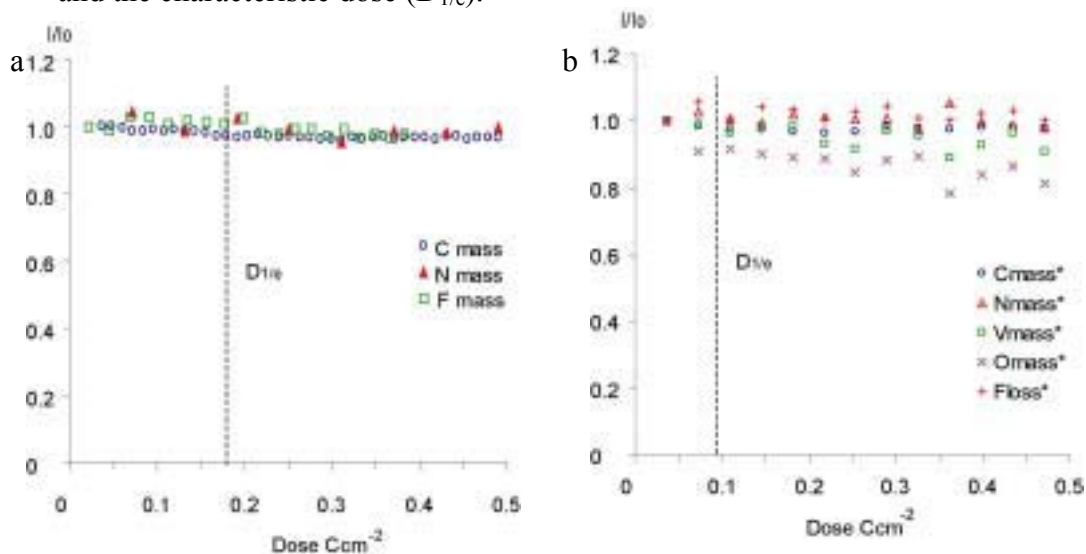 and the characteristic dose (D1/e).
a
I/Io
1.2
1.0
0.8
0.6
0.4
0.2
0
D1/e
C mass
N mass
F mass
0
0.1
0.2
0.3
0.4
0.5
Dose Ccm-2
b
I/Io
1.2
1.0
0.8
0.6
0.4
0.2
0
D1/e
Cmass*
Nmass*
Vmass*
Omass*
Floss*
0
0.1
0.2
0.3
0.4
0.5
Dose Ccm-2